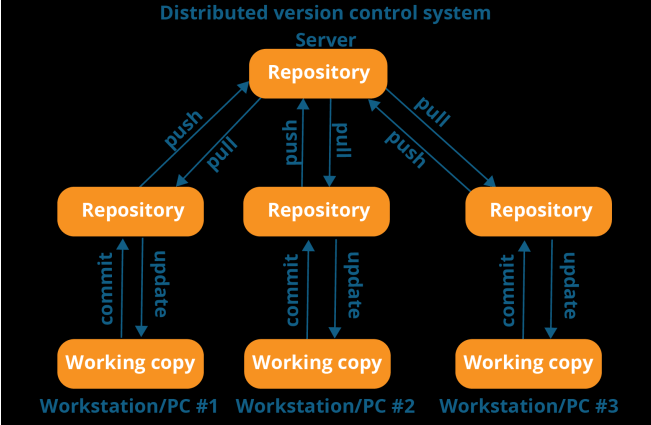 Distributed version control system
Server
Repository
push
pull
push
pull
push
pull
Repository
Repository
Repository
commit
update
commit
update
commit
update
Working copy
Working copy
Working copy
Workstation/PC #1
Workstation/PC #2
Workstation/PC #3